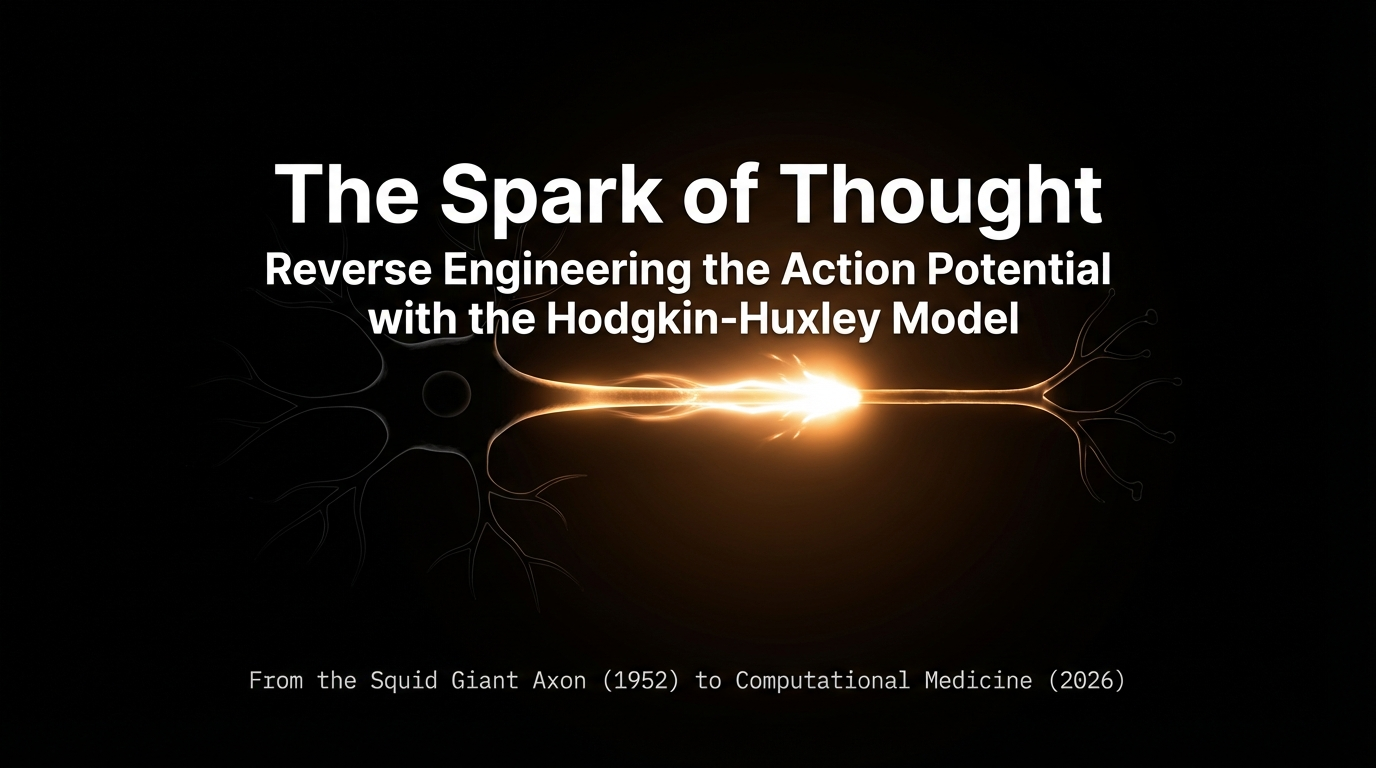 The Spark of Thought
Reverse Engineering the Action Potential
with the Hodgkin-Huxley Model
From the Squid Giant Axon (1952) to Computational Medicine (2026)